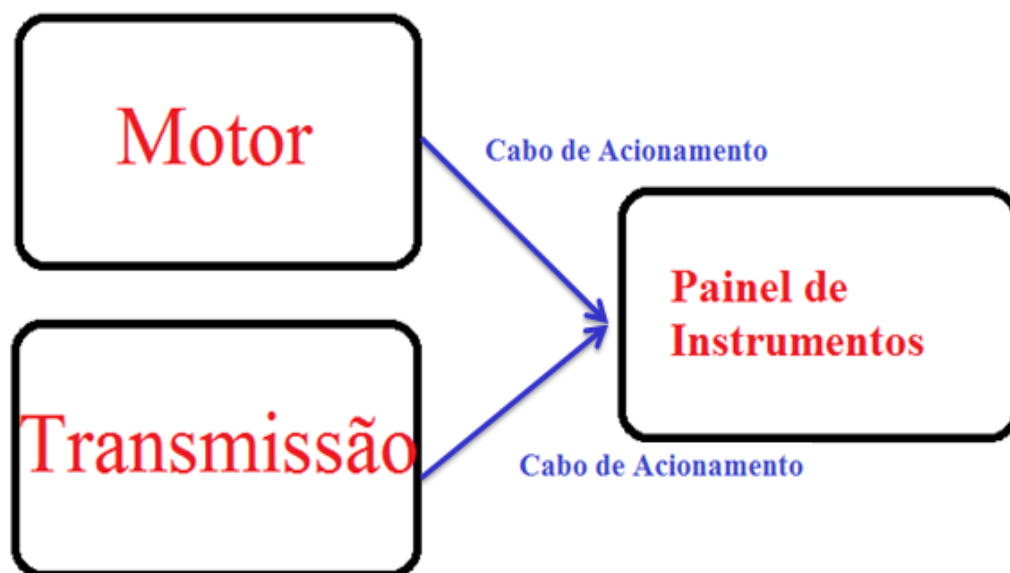 Motor
Cabo de Acionamento
Painel de
Instrumentos
Transmissão
Cabo de Acionamento